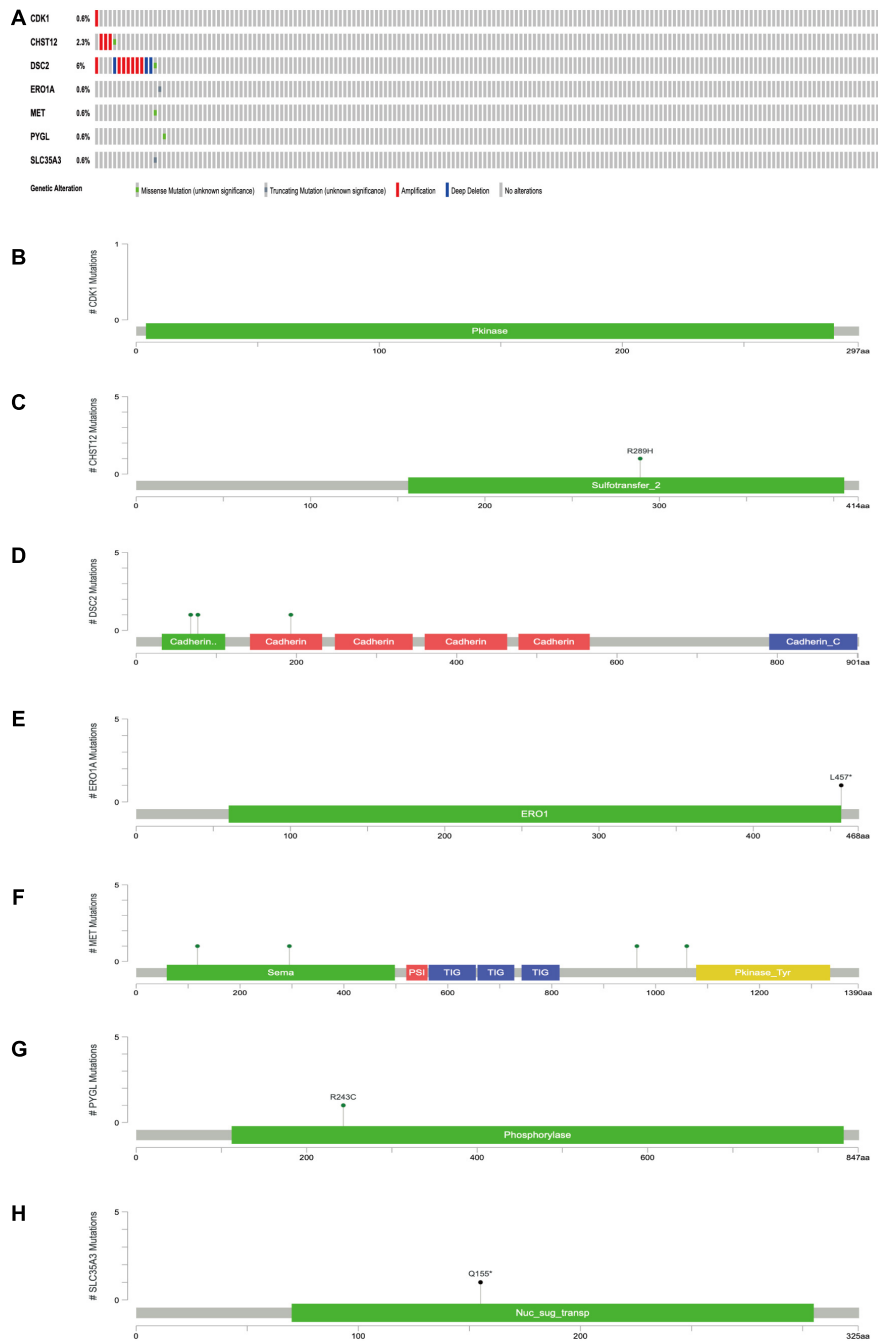 A
CDK1 0.6%
CHST12 2.3%
DSC2 6%
ERO1A 0.6%
MET 0.6%
PYGL 0.6%
SLC35A3 0.6%
Genetic Alteration Missense Mutation (unknown significance) Truncating Mutation (unknown significance) Amplification Deep Deletion No alterations
B
# CDK1 Mutations
1
0
Pkinase
0 100 200 297aa
C
# CHST12 Mutations
5
0
R289H
Sulfotransfer_2
0 100 200 300 414aa
D
# DSC2 Mutations
5
0
Cadherin.. Cadherin Cadherin Cadherin Cadherin Cadherin_C
0 200 400 600 800 901aa
E
# ERO1A Mutations
5
0
L457*
ERO1
0 100 200 300 400 468aa
F
# MET Mutations
5
0
Sema PSI TIG TIG TIG Pkinase_Tyr
0 200 400 600 800 1000 1200 1390aa
G
# PYGL Mutations
5
0
R243C
Phosphorylase
0 200 400 600 847aa
H
# SLC35A3 Mutations
5
0
Q155*
Nuc_sug_transp
0 100 200 325aa